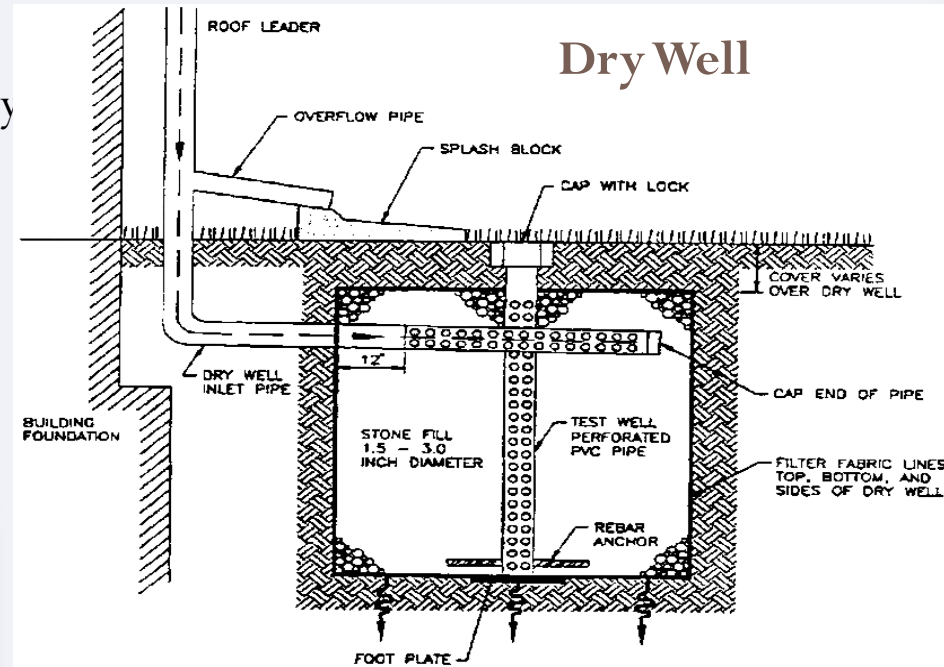 ROOF LEADER
Dry Well
y
OVERFLOW PIPE
SPLASH BLOCK
CAP WITH LOCK
COVER VARIES
OVER DRY WELL
12"
DRY WELL
INLET PIPE
CAP END OF PIPE
BUILDING
FOUNDATION
STONE FILL
1.5 - 3.0
INCH DIAMETER
TEST WELL
PERFORATED
PVC PIPE
FILTER FABRIC LINES
TOP, BOTTOM, AND
SIDES OF DRY WELL
REBAR
ANCHOR
FOOT PLATE